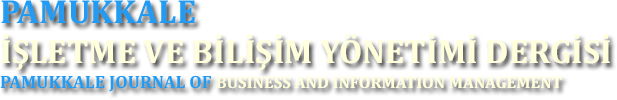 PAMUKKALE
İŞLETME VE BİLİŞİM YÖNETİMİ DERGİSİ
PAMUKKALE JOURNAL OF BUSINESS AND INFORMATION MANAGEMENT